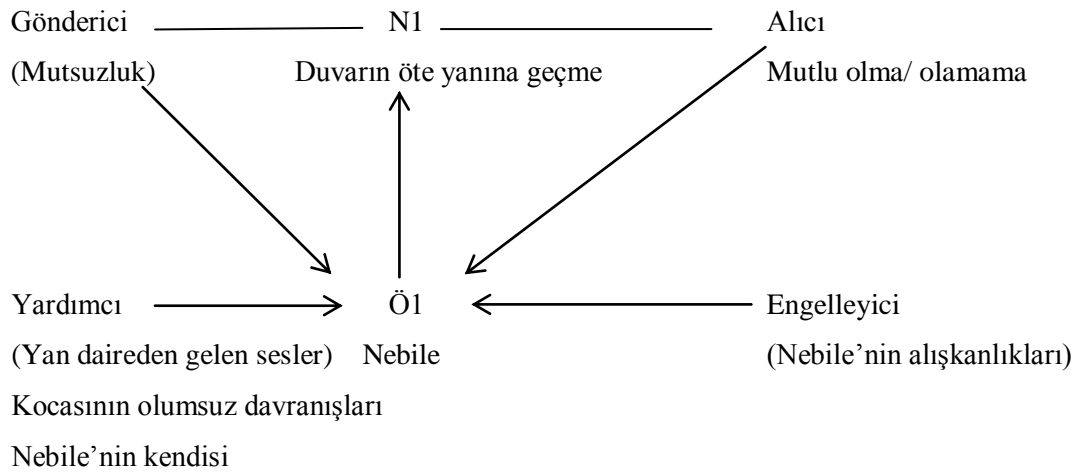 Gönderici N1 Alıcı
(Mutsuzluk) Duvarın öte yanına geçme Mutlu olma/ olamama
Yardımcı Ö1 Engelleyici
(Yan daireden gelen sesler) Nebile (Nebile’nin alışkanlıkları)
Kocasının olumsuz davranışları
Nebile’nin kendisi